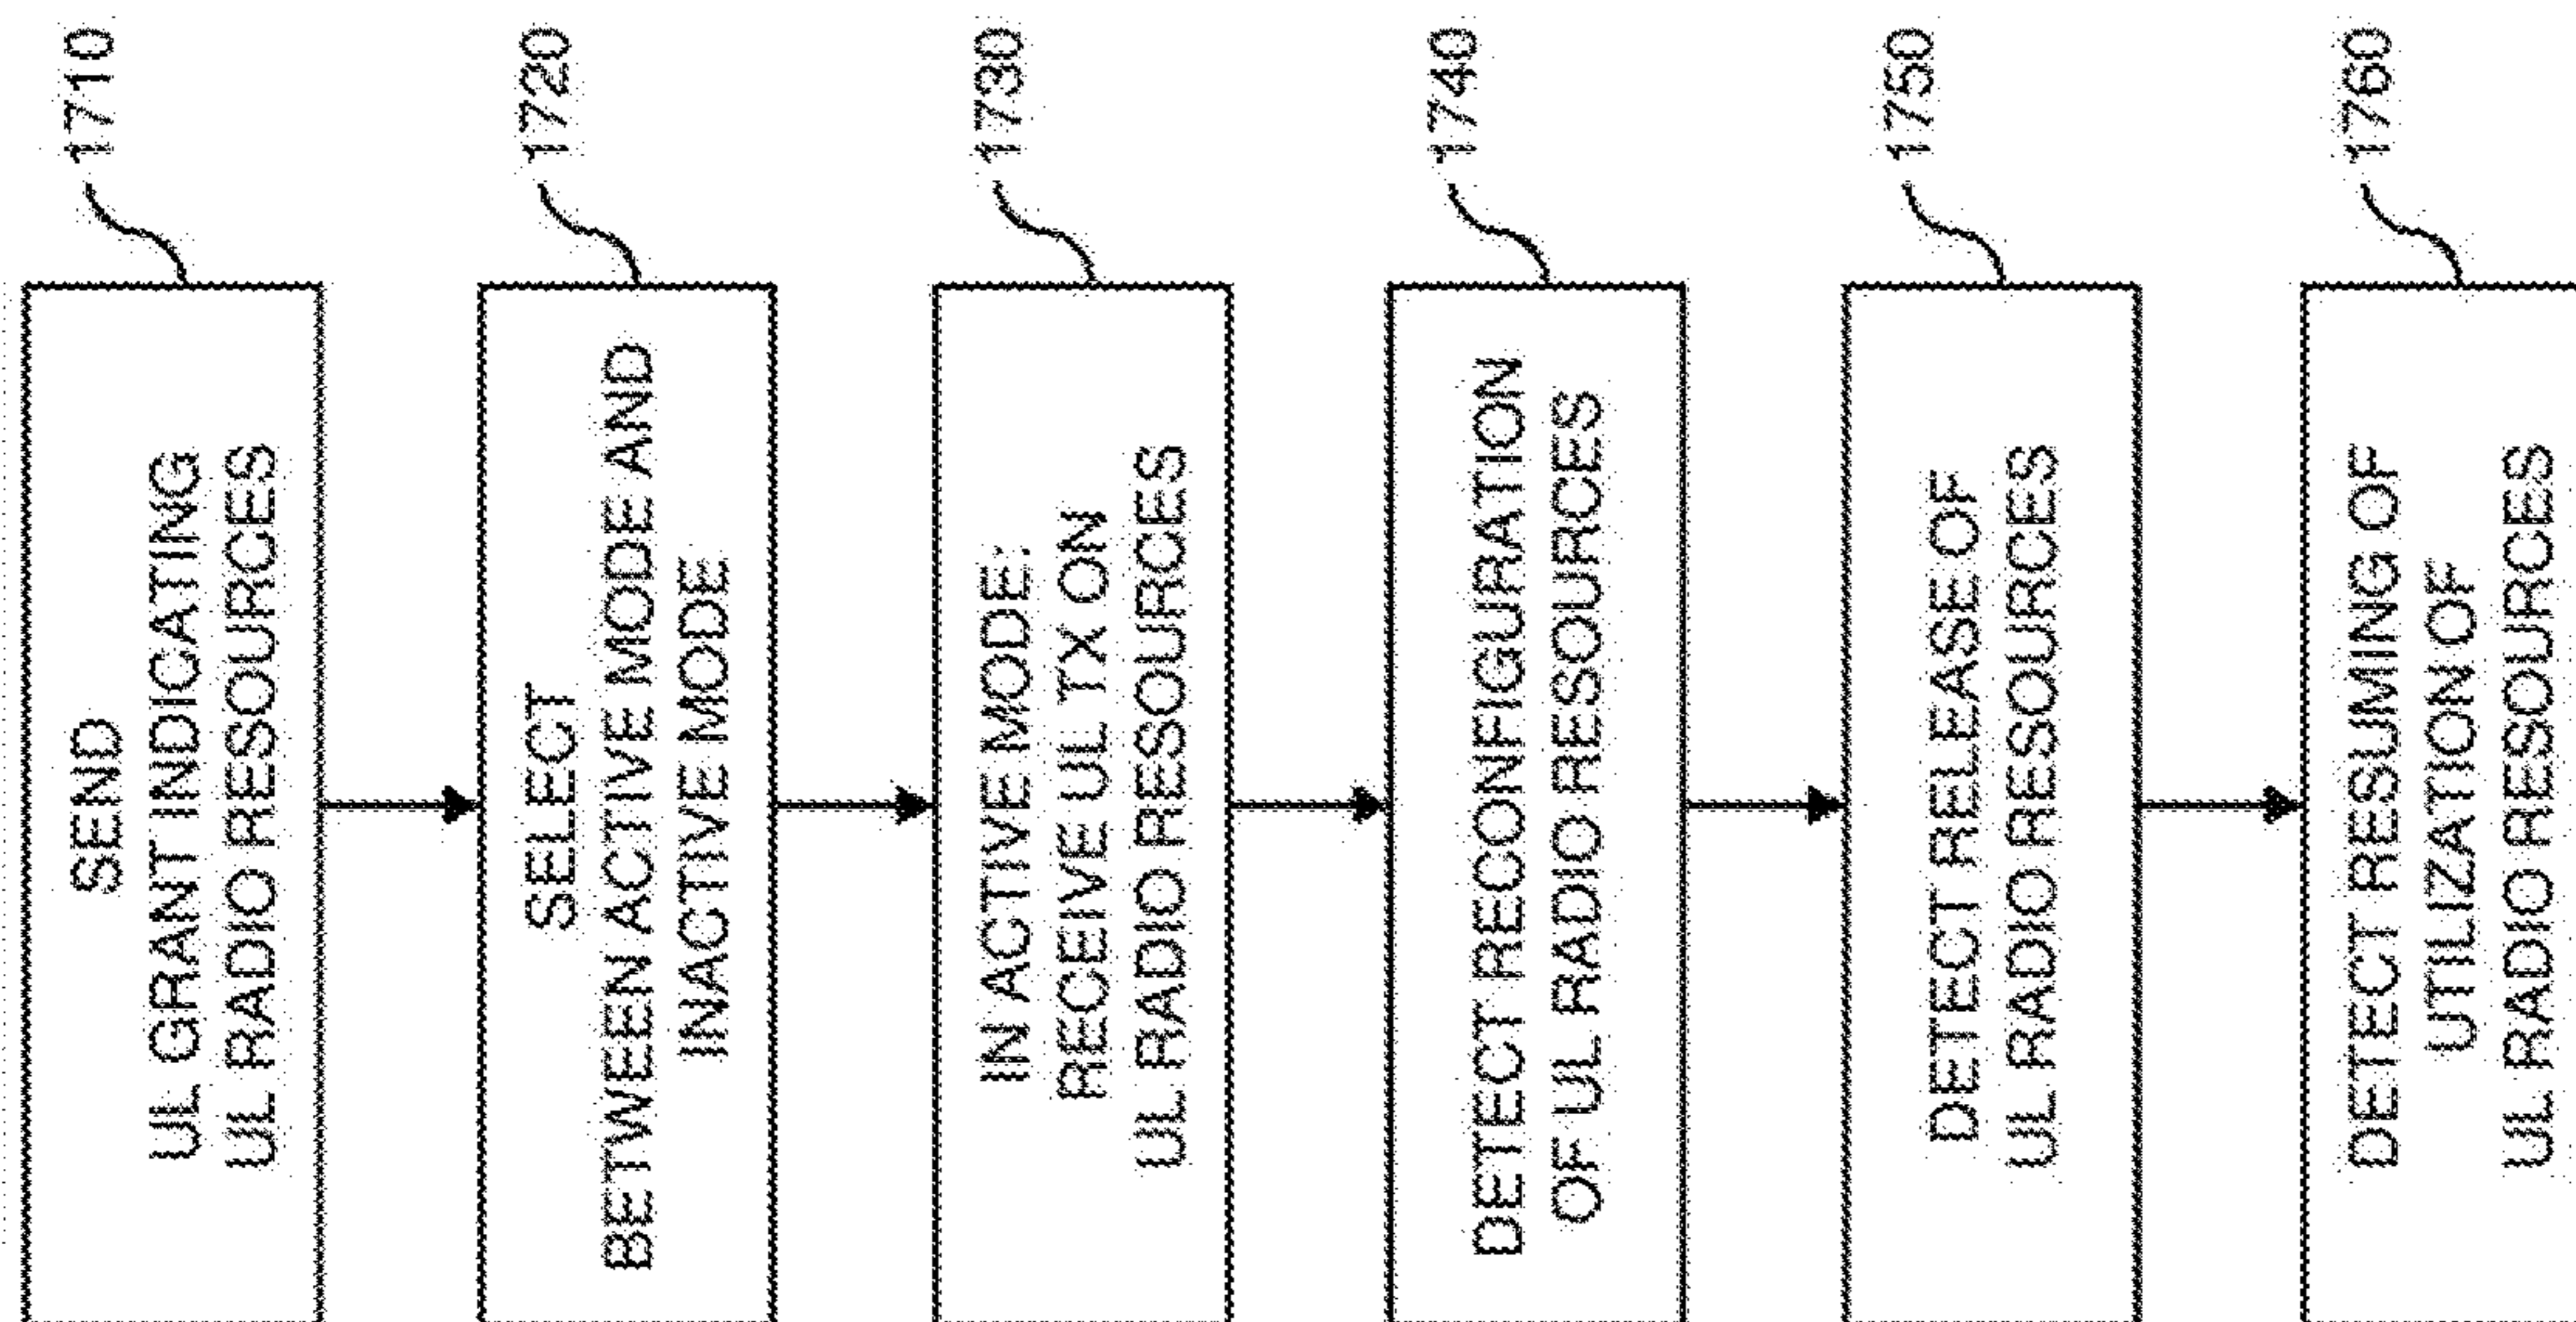 SEND
UL GRANT INDICATING
UL RADIO RESOURCES
1710
SELECT
BETWEEN ACTIVE MODE AND
INACTIVE MODE
1720
IN ACTIVE MODE:
RECEIVE UL TX ON
UL RADIO RESOURCES
1730
DETECT RECONFIGURATION
OF UL RADIO RESOURCES
1740
DETECT RELEASE OF
UL RADIO RESOURCES
1750
DETECT RESUMING OF
UTILIZATION OF
UL RADIO RESOURCES
1760